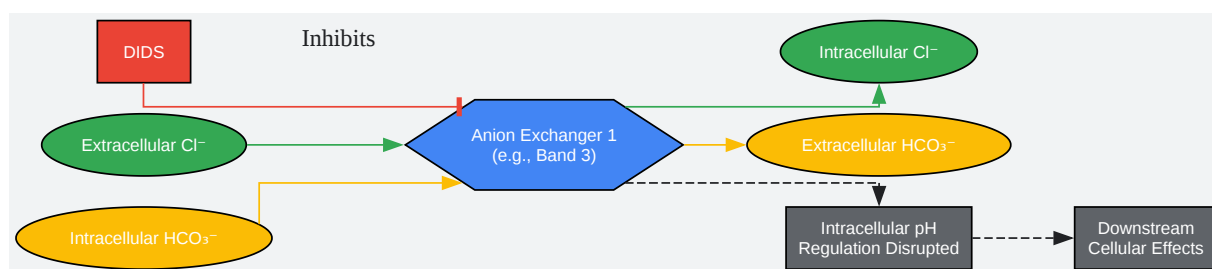 DIDS
Inhibits
Intracellular Cl⁻
Extracellular Cl⁻
Anion Exchanger 1
(e.g., Band 3)
Extracellular HCO₃⁻
Intracellular HCO₃⁻
Intracellular pH
Regulation Disrupted
Downstream
Cellular Effects